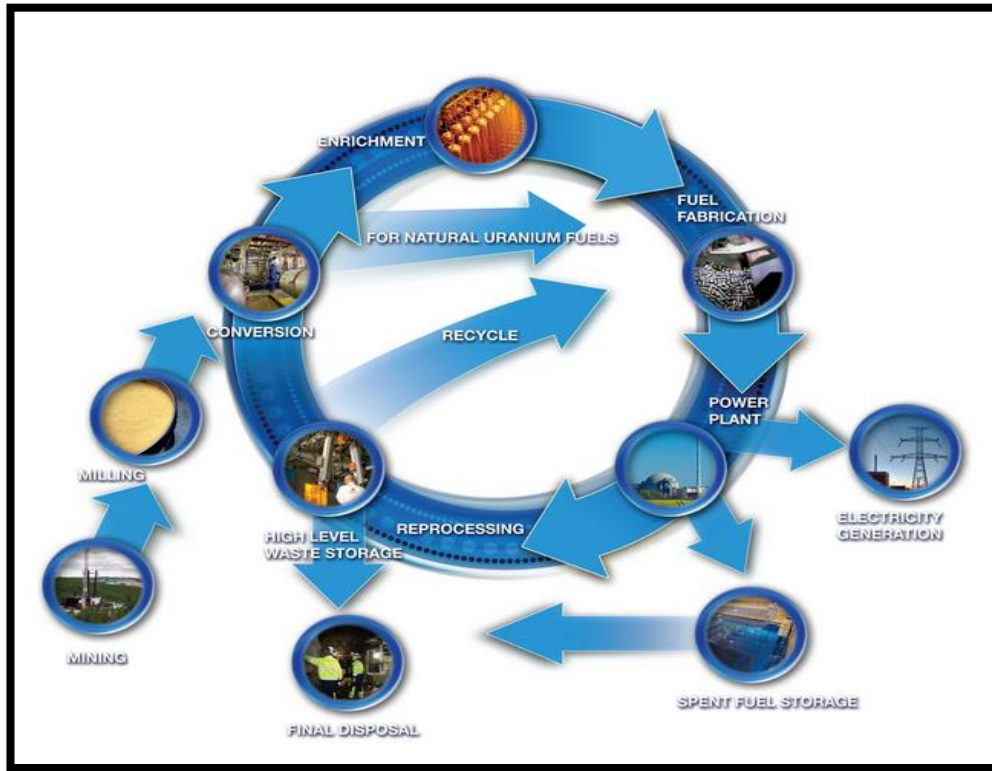 ENRICHMENT
FUEL
FABRICATION
FOR NATURAL URANIUM FUELS
CONVERSION
RECYCLE
POWER
PLANT
MILLING
HIGH LEVEL
WASTE STORAGE
REPROCESSING
ELECTRICITY
GENERATION
MINING
SPENT FUEL STORAGE
FINAL DISPOSAL